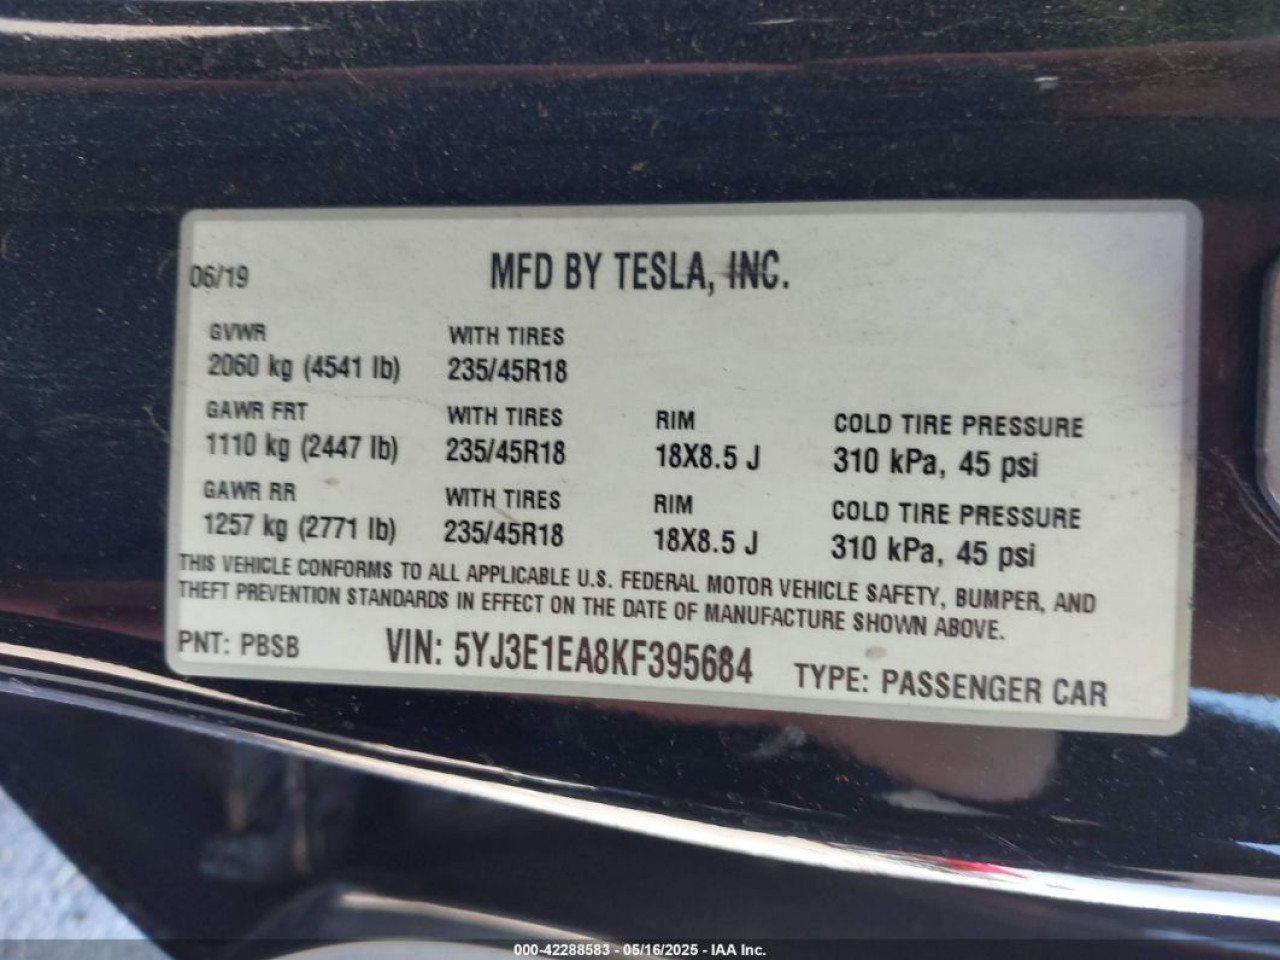 06/19 MFD BY TESLA, INC.
GVWR WITH TIRES
2060 kg (4541 lb) 235/45R18
GAWR FRT WITH TIRES RIM COLD TIRE PRESSURE
1110 kg (2447 lb) 235/45R18 18X8.5 J 310 kPa, 45 psi
GAWR RR WITH TIRES RIM COLD TIRE PRESSURE
1257 kg (2771 lb) 235/45R18 18X8.5 J 310 kPa, 45 psi
THIS VEHICLE CONFORMS TO ALL APPLICABLE U.S. FEDERAL MOTOR VEHICLE SAFETY, BUMPER, AND
THEFT PREVENTION STANDARDS IN EFFECT ON THE DATE OF MANUFACTURE SHOWN ABOVE.
PNT: PBSB VIN: 5YJ3E1EA8KF395684 TYPE: PASSENGER CAR
000-42288583 - 05/16/2025 - IAA Inc.